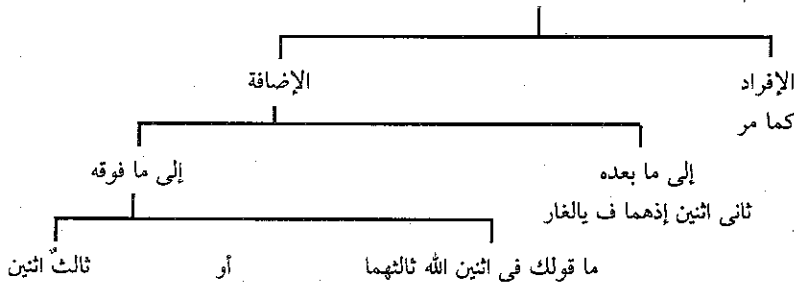 الإفراد
الإضافة
كما مر
إلى ما بعده
إلى ما فوقه
ثانى اثنين إذهما ف يالغار
ما قولك فى اثنين الله ثالثهما
أو
ثالثٌ اثنين